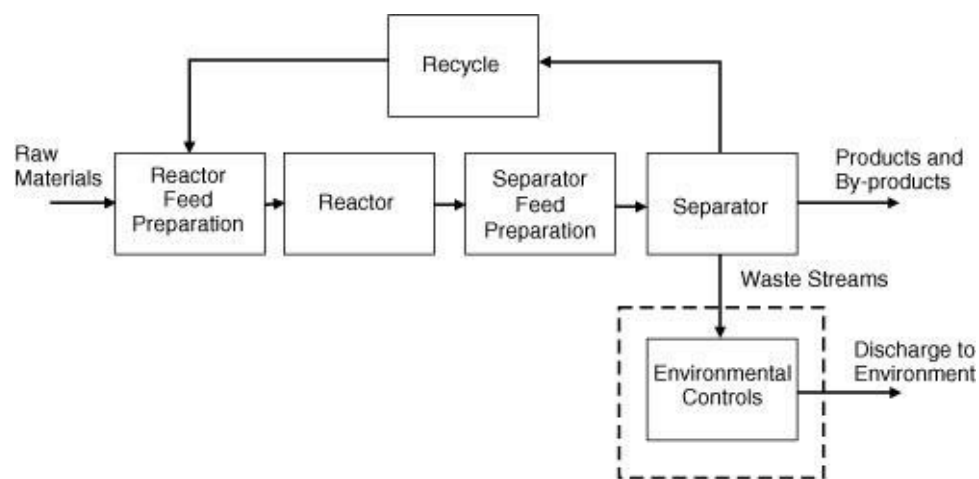 Recycle
Raw
Materials
Reactor
Feed
Preparation
Reactor
Separator
Feed
Preparation
Separator
Products and
By-products
Waste Streams
Environmental
Controls
Discharge to
Environment